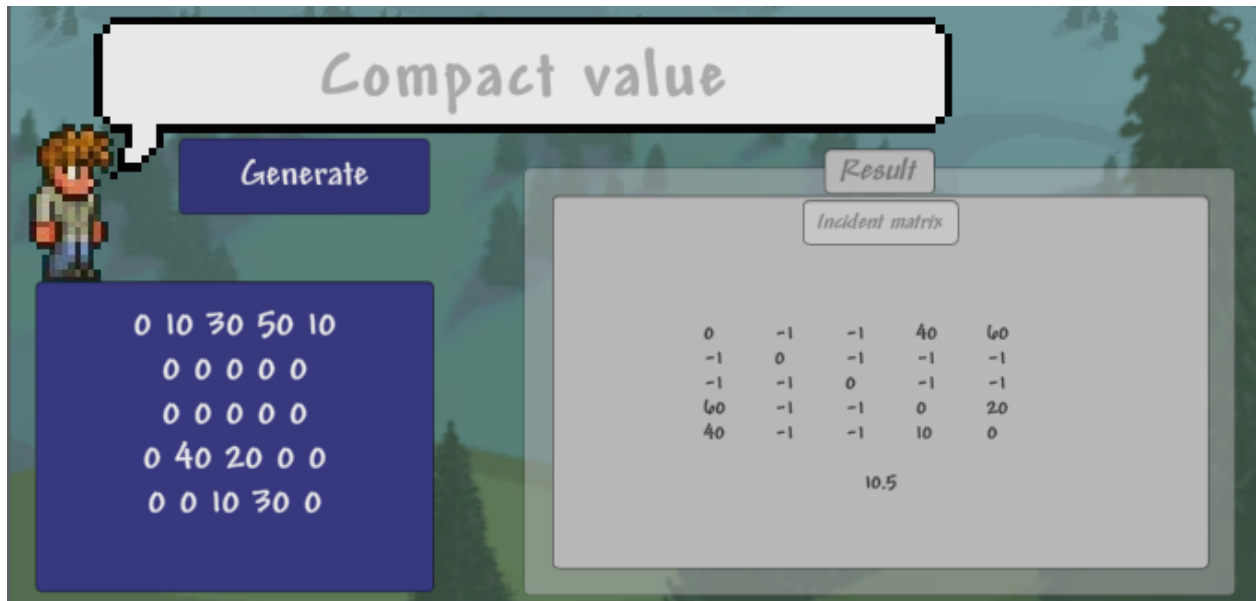 Compact value
Generate
0 10 30 50 10
0 0 0 0 0
0 0 0 0 0
0 40 20 0 0
0 0 10 30 0
Result
Incident matrix
0 -1 -1 40 60
-1 0 -1 -1 -1
-1 -1 0 -1 -1
60 -1 -1 0 20
40 -1 -1 10 0
10.5